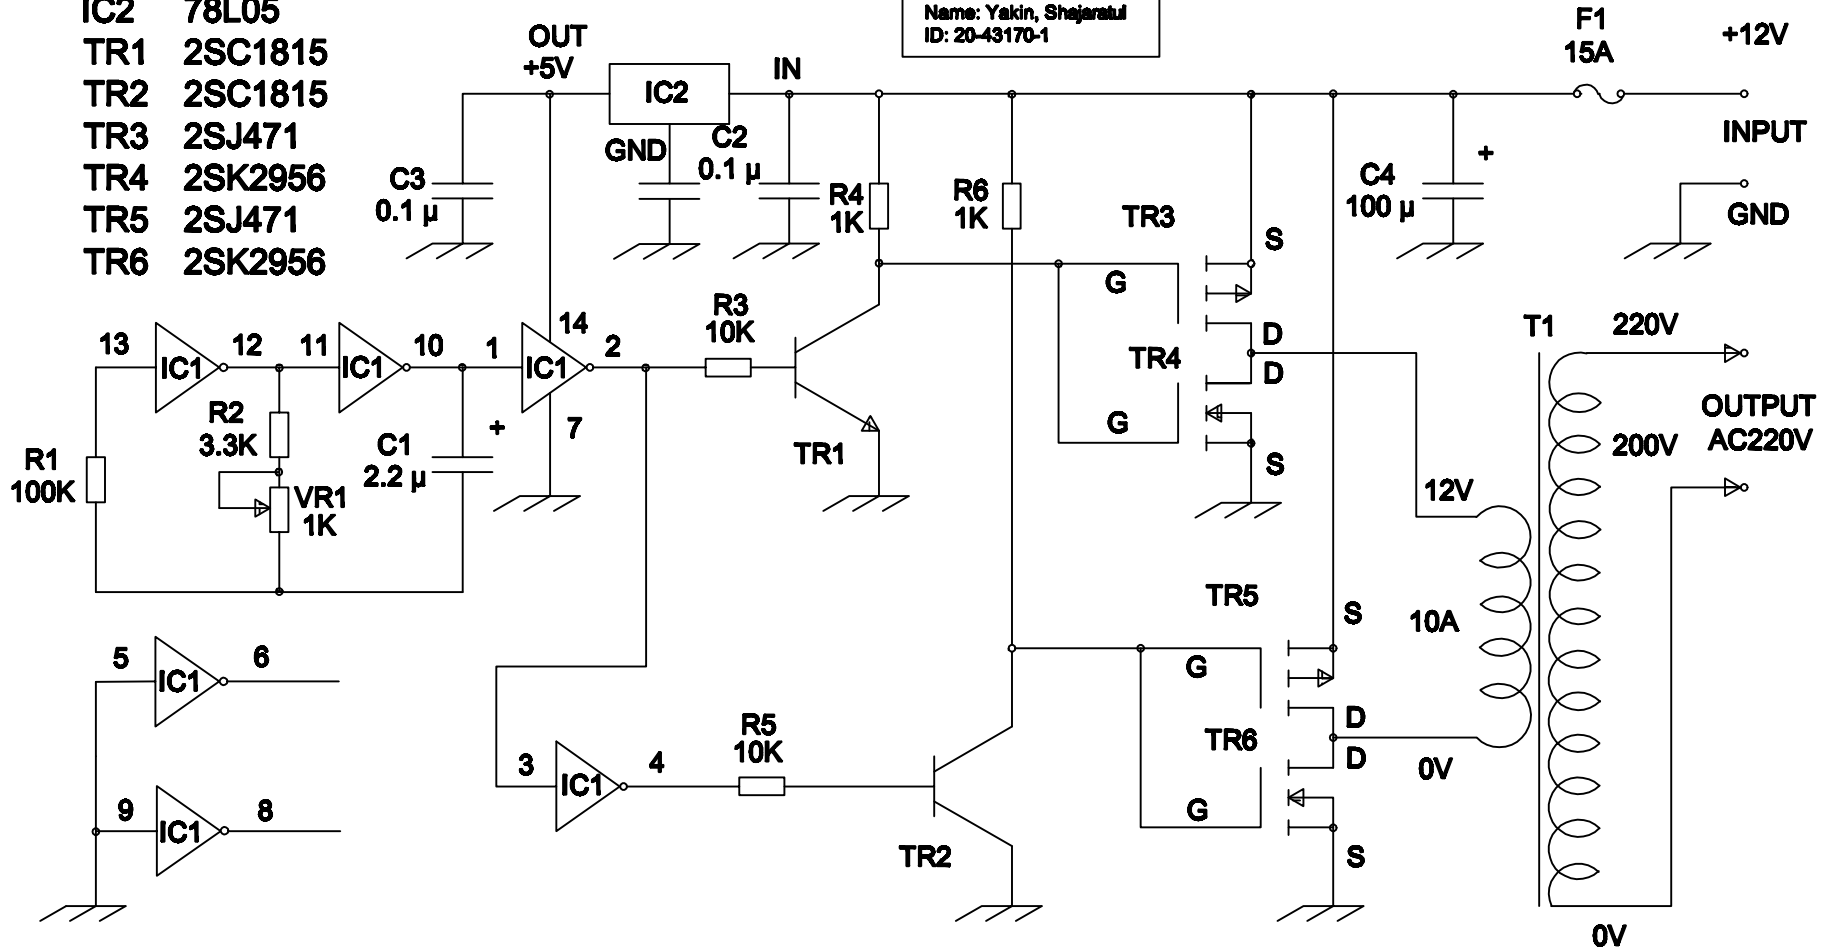 IC2 78L05
TR1 2SC1815
TR2 2SC1815
TR3 2SJ471
TR4 2SK2956
TR5 2SJ471
TR6 2SK2956
Name: Yakin, Shajaratul
ID: 20-43170-1
OUT
+5V
IC2
IN
GND
F1
15A
+12V
INPUT
GND
C3
0.1 µ
C2
0.1 µ
R4
1K
R6
1K
TR3
S
G
D
D
TR4
G
S
C4
100 µ
+
13
IC1
12
11
IC1
10
1
14
IC1
2
7
R3
10K
TR1
R1
100K
R2
3.3K
VR1
1K
C1
2.2 µ
+
T1
220V
200V
OUTPUT
AC220V
12V
10A
0V
0V
5
IC1
6
9
IC1
8
3
IC1
4
R5
10K
TR2
TR5
S
G
D
D
TR6
G
S